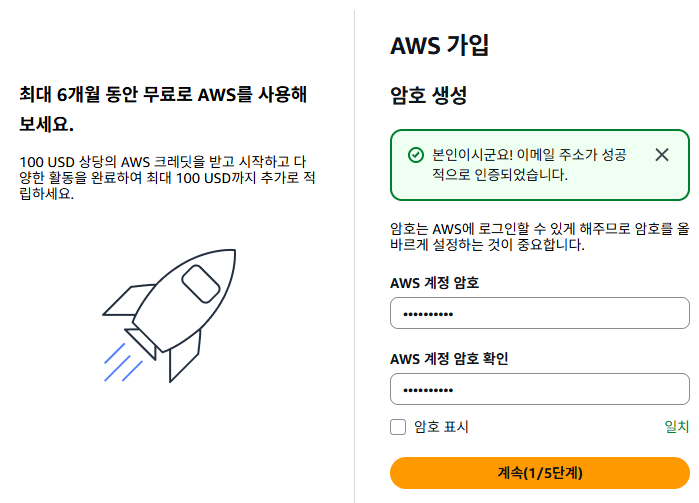 최대 6개월 동안 무료로 AWS를 사용해
보세요.
100 USD 상당의 AWS 크레딧을 받고 시작하고 다
양한 활동을 완료하여 최대 100 USD까지 추가로 적
립하세요.
AWS 가입
암호 생성
본인이시군요! 이메일 주소가 성공
적으로 인증되었습니다.
암호는 AWS에 로그인할 수 있게 해주므로 암호를 올
바르게 설정하는 것이 중요합니다.
AWS 계정 암호
••••••••••
AWS 계정 암호 확인
••••••••••
암호 표시
일치
계속(1/5단계)